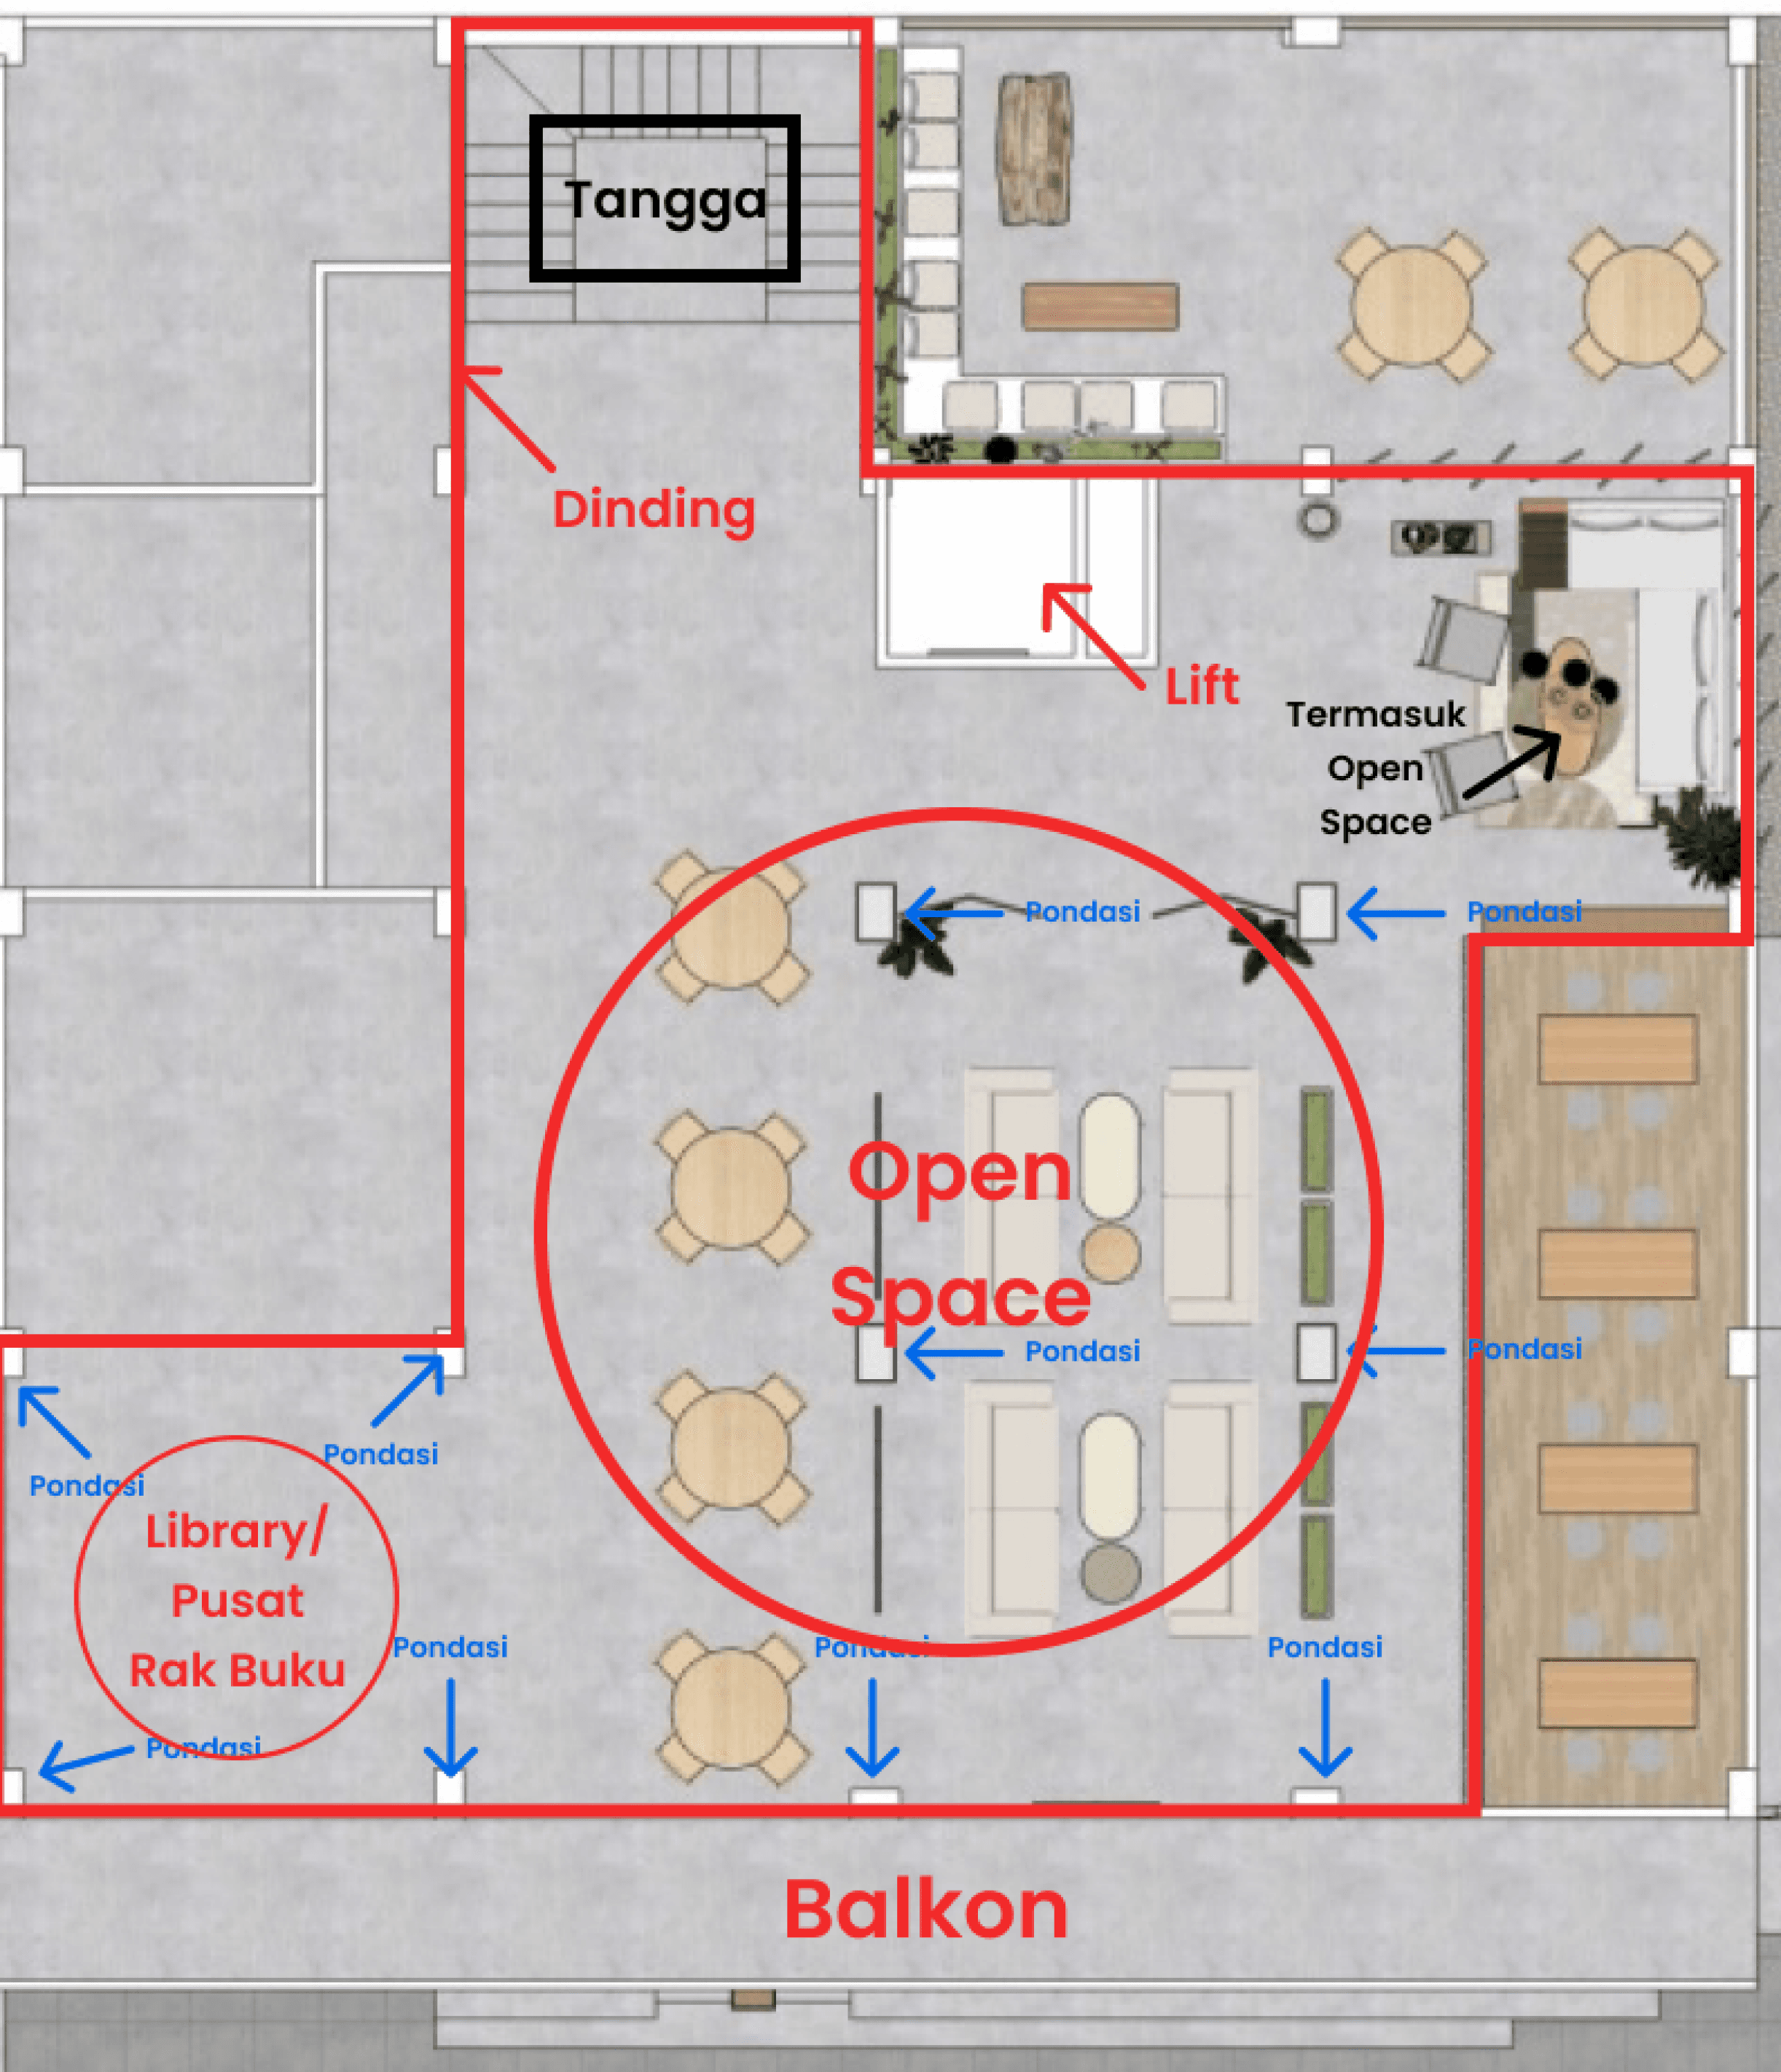 Tangga
Dinding
Lift
Termasuk
Open
Space
Pondasi
Pondasi
Open
Space
Pondasi
Pondasi
Pondasi
Pondasi
Library/
Pusat
Rak Buku
Pondasi
Pondasi
Pondasi
Pondasi
Balkon